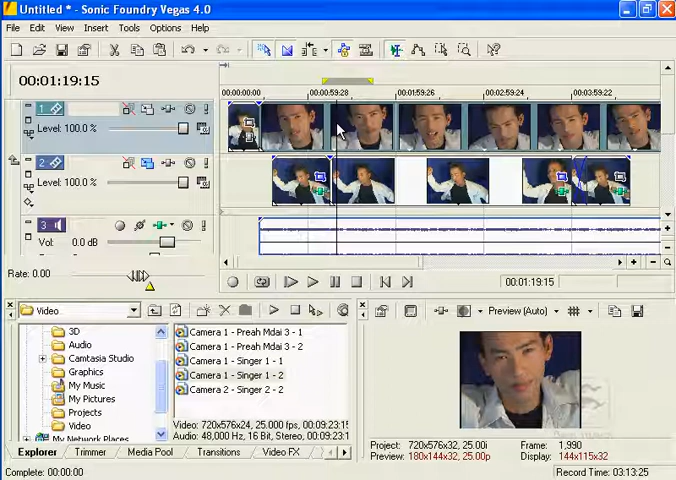 Untitled * - Sonic Foundry Vegas 4.0
File Edit View Insert Tools Options Help
00:01:19:15
00:00:00:00 00:00:59:28 00:01:59:26 00:02:59:24 00:03:59:22
1
Level: 100.0 %
2
Level: 100.0 %
3
Vol: 0.0 dB
Rate: 0.00
00:01:19:15
Video
Preview (Auto)
3D
Audio
Camtasia Studio
Graphics
My Music
My Pictures
Projects
Video
My Network Places
Camera 1 - Preah Mdai 3 - 1
Camera 1 - Preah Mdai 3 - 2
Camera 1 - Singer 1 - 1
Camera 1 - Singer 1 - 2
Camera 2 - Singer 2 - 2
Video: 720x576x24, 25.000 fps, 00:09:23:15
Audio: 48,000 Hz, 16 Bit, Stereo, 00:09:23:1
Explorer Trimmer Media Pool Transitions Video FX
Project: 720x576x32, 25.00i
Preview: 180x144x32, 25.00p
Frame: 1,990
Display: 144x115x32
Complete: 00:00:00
Record Time: 03:13:25